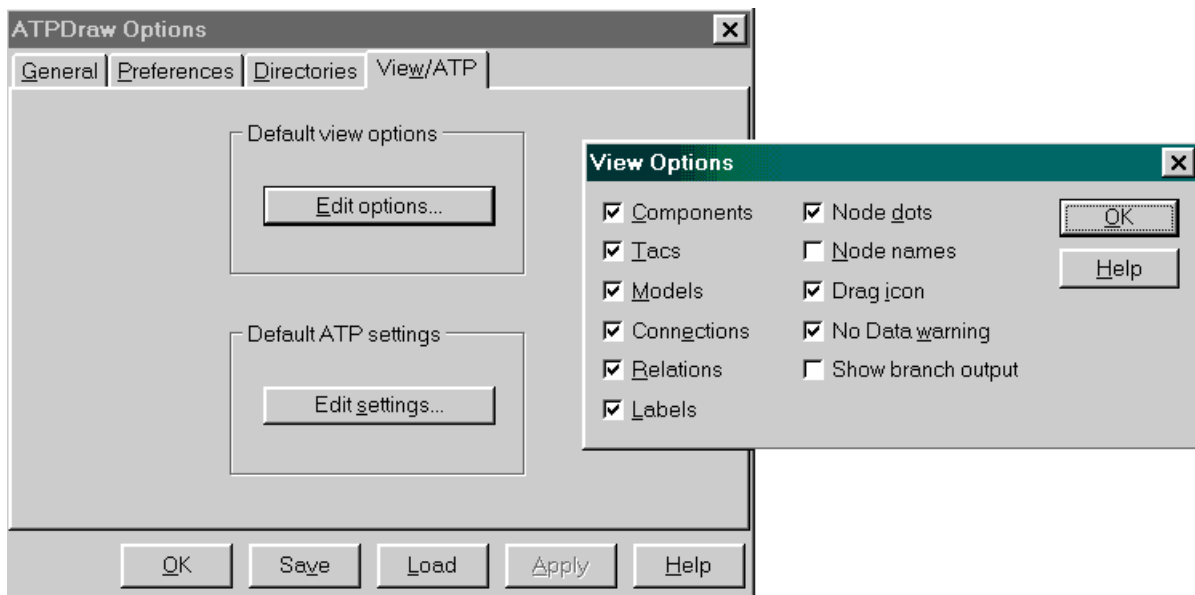 ATPDraw Options
General Preferences Directories View/ATP
Default view options
Edit options...
Default ATP settings
Edit settings...
OK Save Load Apply Help
View Options
Components
Tacs
Models
Connections
Relations
Labels
Node dots
Node names
Drag icon
No Data warning
Show branch output
OK
Help